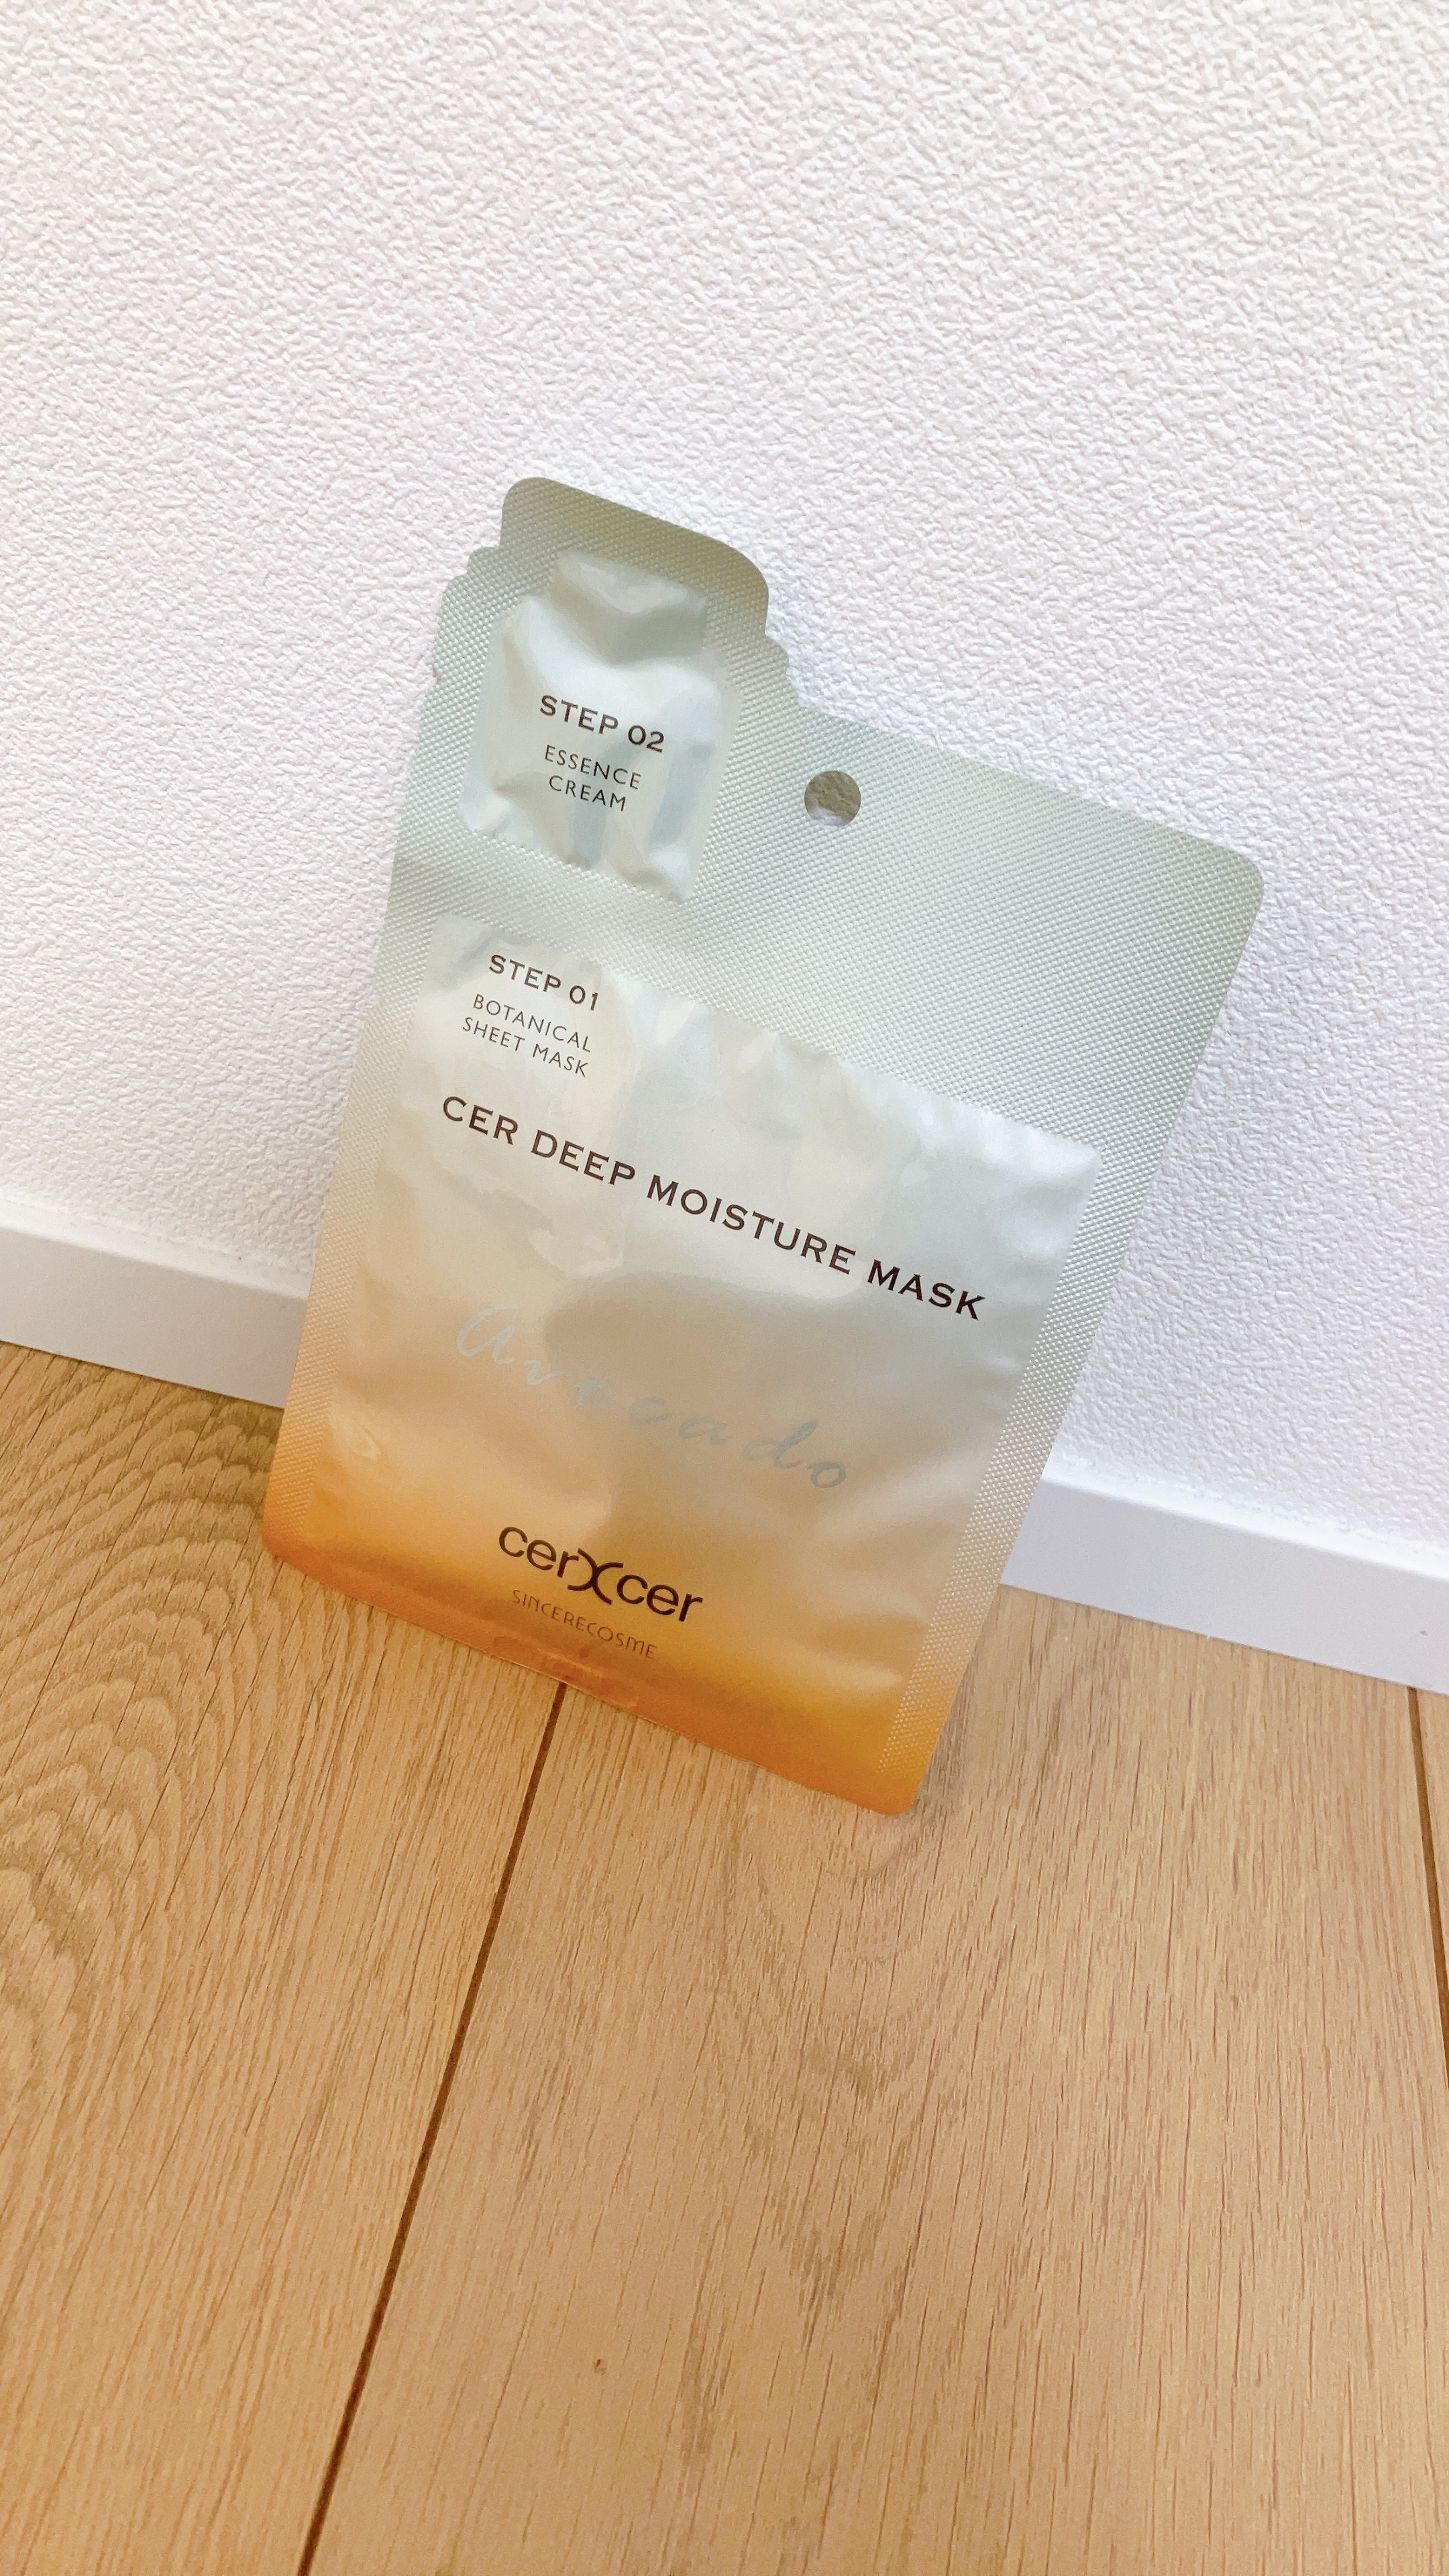 STEP 02
ESSENCE
CREAM
STEP 01
BOTANICAL
SHEET MASK
CER DEEP MOISTURE MASK
Avocado
cerXcer
SINCERECOSME